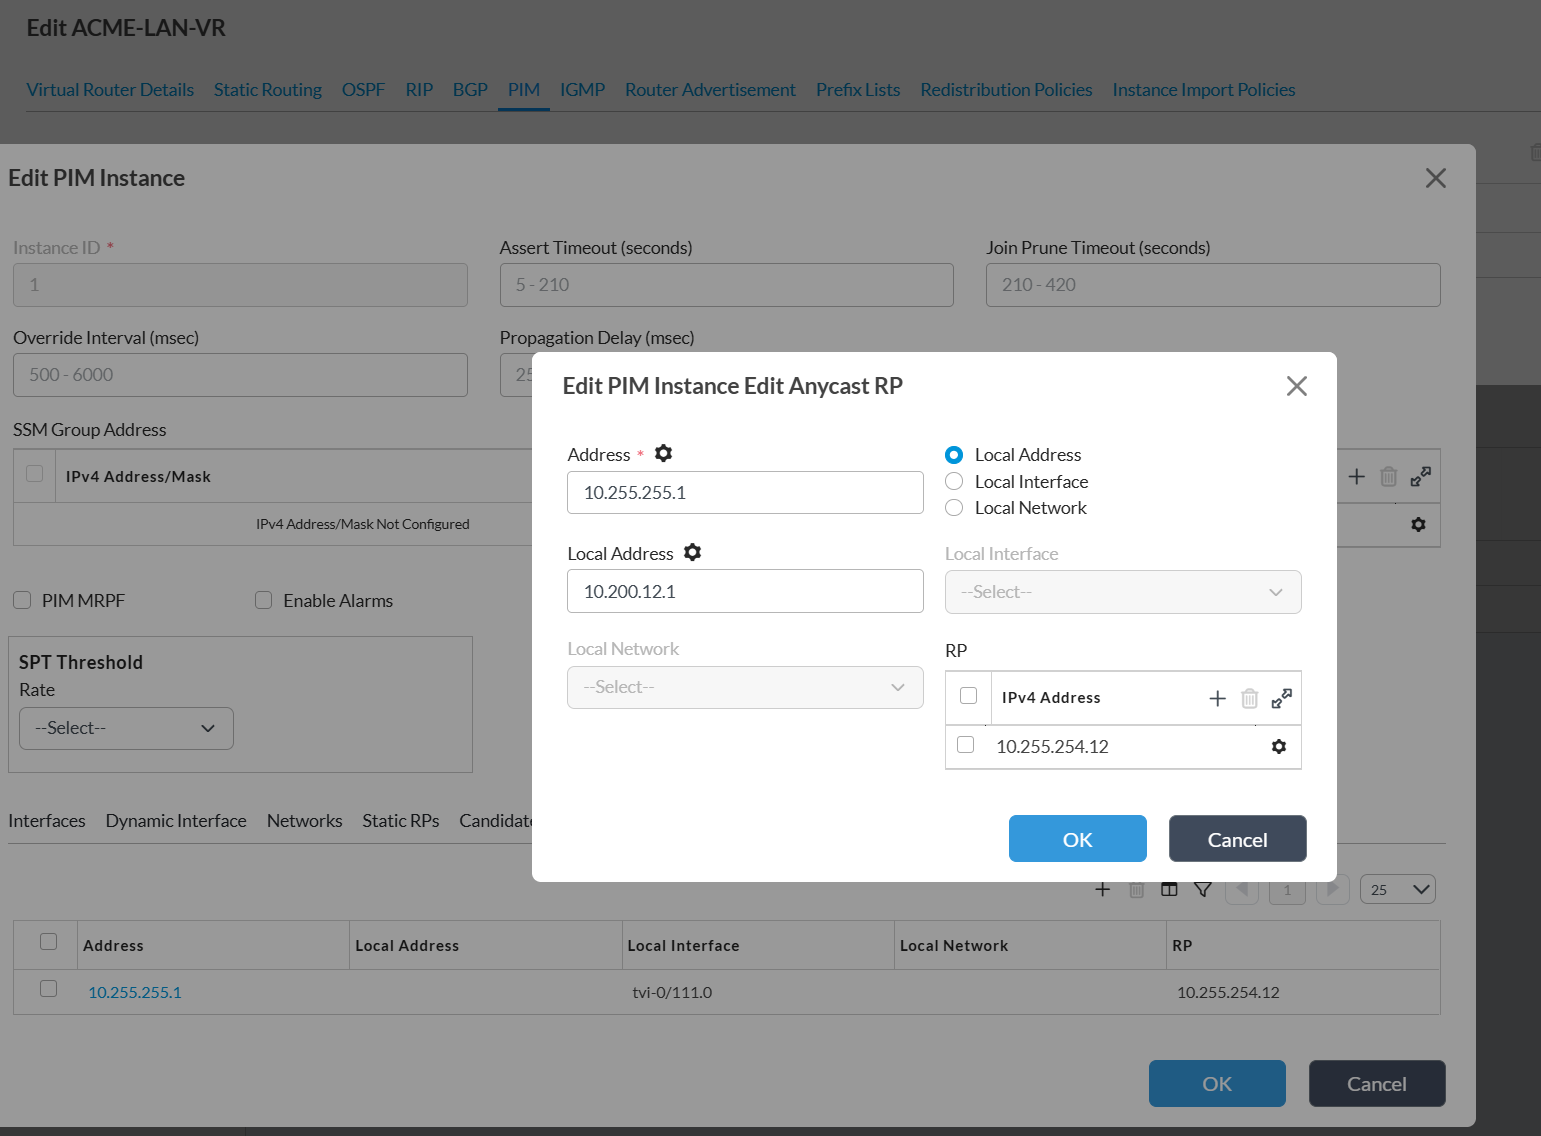 Edit ACME-LAN-VR
Virtual Router Details Static Routing OSPF RIP BGP PIM IGMP Router Advertisement Prefix Lists Redistribution Policies Instance Import Policies
Edit PIM Instance
Instance ID * Assert Timeout (seconds) Join Prune Timeout (seconds)
1 5 - 210 210 - 420
Override Interval (msec) Propagation Delay (msec)
500 - 6000 25
SSM Group Address
IPv4 Address/Mask
IPv4 Address/Mask Not Configured
PIM MRPF Enable Alarms
SPT Threshold
Rate
--Select--
Edit PIM Instance Edit Anycast RP
Address *
10.255.255.1
Local Address
Local Interface
Local Network
Local Address
10.200.12.1
Local Interface
--Select--
Local Network
--Select--
RP
IPv4 Address
10.255.254.12
OK Cancel
Interfaces Dynamic Interface Networks Static RPs
1 25
Address Local Address Local Interface Local Network RP
10.255.255.1 tvi-0/111.0 10.255.254.12
OK Cancel